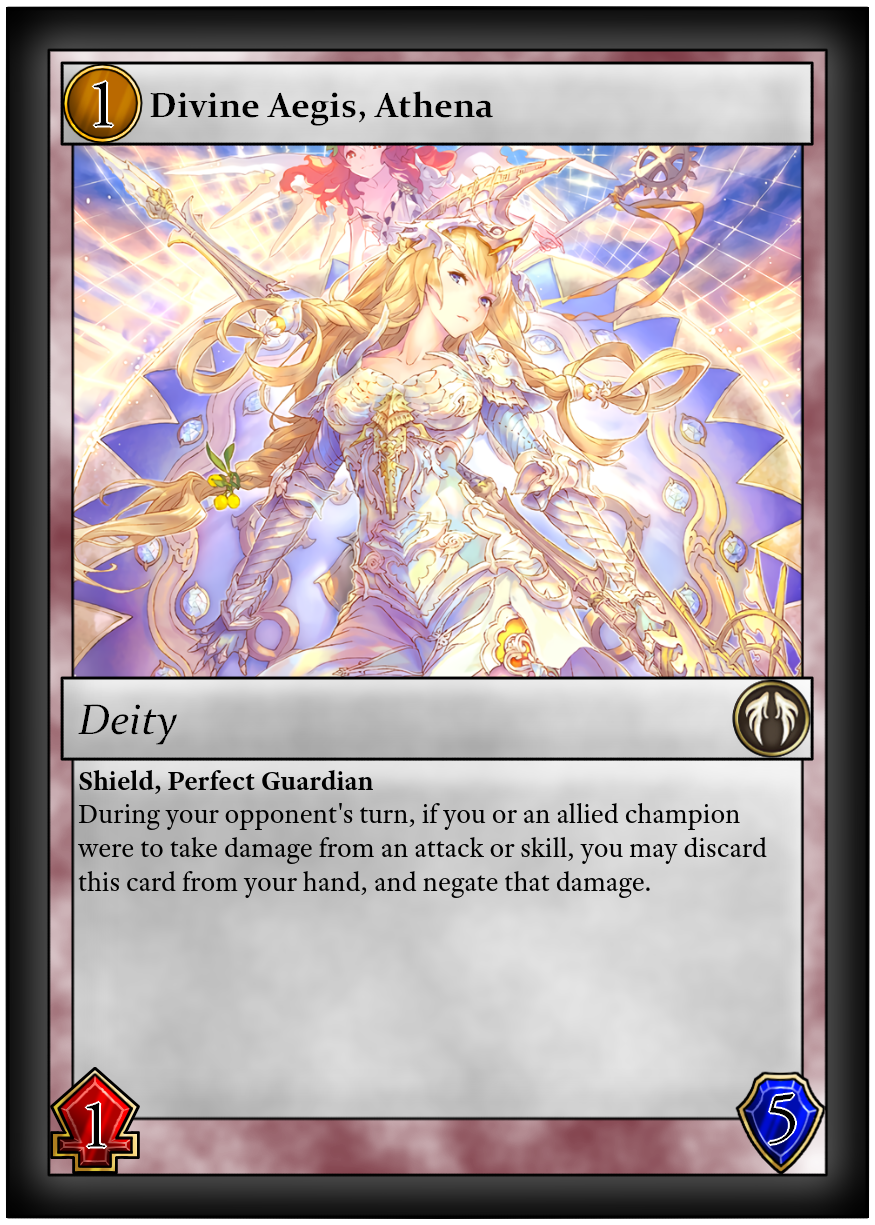 1
Divine Aegis, Athena
Deity
Shield, Perfect Guardian
During your opponent's turn, if you or an allied champion
were to take damage from an attack or skill, you may discard
this card from your hand, and negate that damage.
1
5